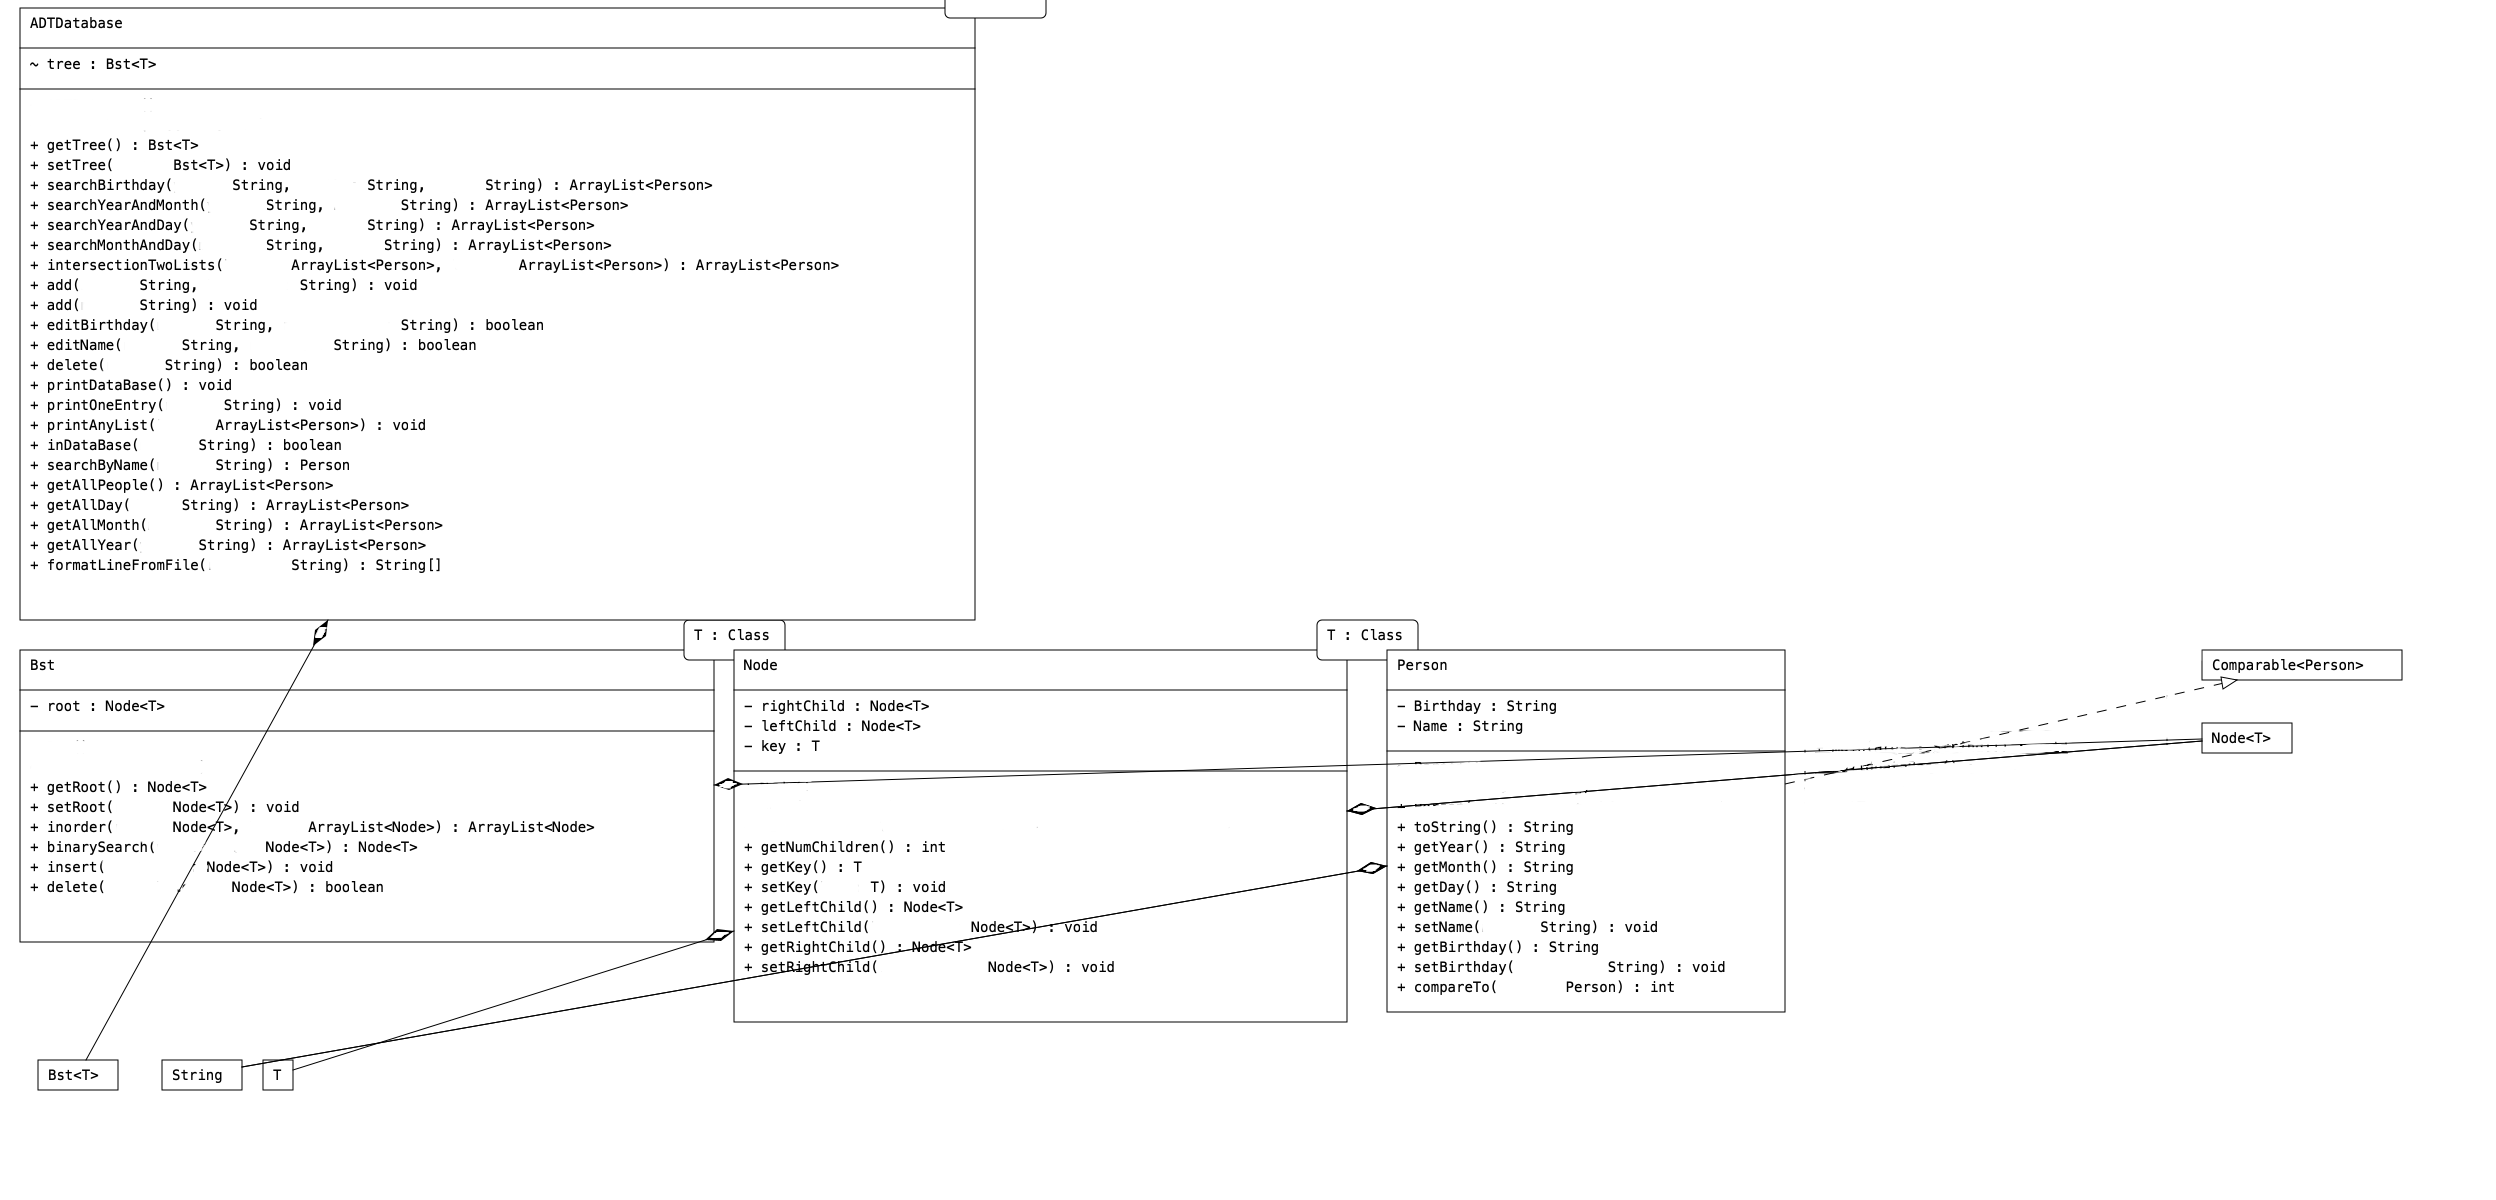 ADTDatabase
~ tree : Bst<T>
+ getTree() : Bst<T>
+ setTree( Bst<T>) : void
+ searchBirthday( String, String, String) : ArrayList<Person>
+ searchYearAndMonth( String, String) : ArrayList<Person>
+ searchYearAndDay( String, String) : ArrayList<Person>
+ searchMonthAndDay( String, String) : ArrayList<Person>
+ intersectionTwoLists( ArrayList<Person>, ArrayList<Person>) : ArrayList<Person>
+ add( String, String) : void
+ add( String) : void
+ editBirthday( String, String) : boolean
+ editName( String, String) : boolean
+ delete( String) : boolean
+ printDataBase() : void
+ printOneEntry( String) : void
+ printAnyList( ArrayList<Person>) : void
+ inDataBase( String) : boolean
+ searchByName( String) : Person
+ getAllPeople() : ArrayList<Person>
+ getAllDay( String) : ArrayList<Person>
+ getAllMonth( String) : ArrayList<Person>
+ getAllYear( String) : ArrayList<Person>
+ formatLineFromFile( String) : String[]
T : Class
Bst
- root : Node<T>
+ getRoot() : Node<T>
+ setRoot( Node<T>) : void
+ inorder( Node<T>, ArrayList<Node>) : ArrayList<Node>
+ binarySearch( Node<T>) : Node<T>
+ insert( Node<T>) : void
+ delete( Node<T>) : boolean
T : Class
Node
- rightChild : Node<T>
- leftChild : Node<T>
- key : T
+ getNumChildren() : int
+ getKey() : T
+ setKey( T) : void
+ getLeftChild() : Node<T>
+ setLeftChild( Node<T>) : void
+ getRightChild() : Node<T>
+ setRightChild( Node<T>) : void
Person
- Birthday : String
- Name : String
+ toString() : String
+ getYear() : String
+ getMonth() : String
+ getDay() : String
+ getName() : String
+ setName( String) : void
+ getBirthday() : String
+ setBirthday( String) : void
+ compareTo( Person) : int
Comparable<Person>
Node<T>
Bst<T>
String
T